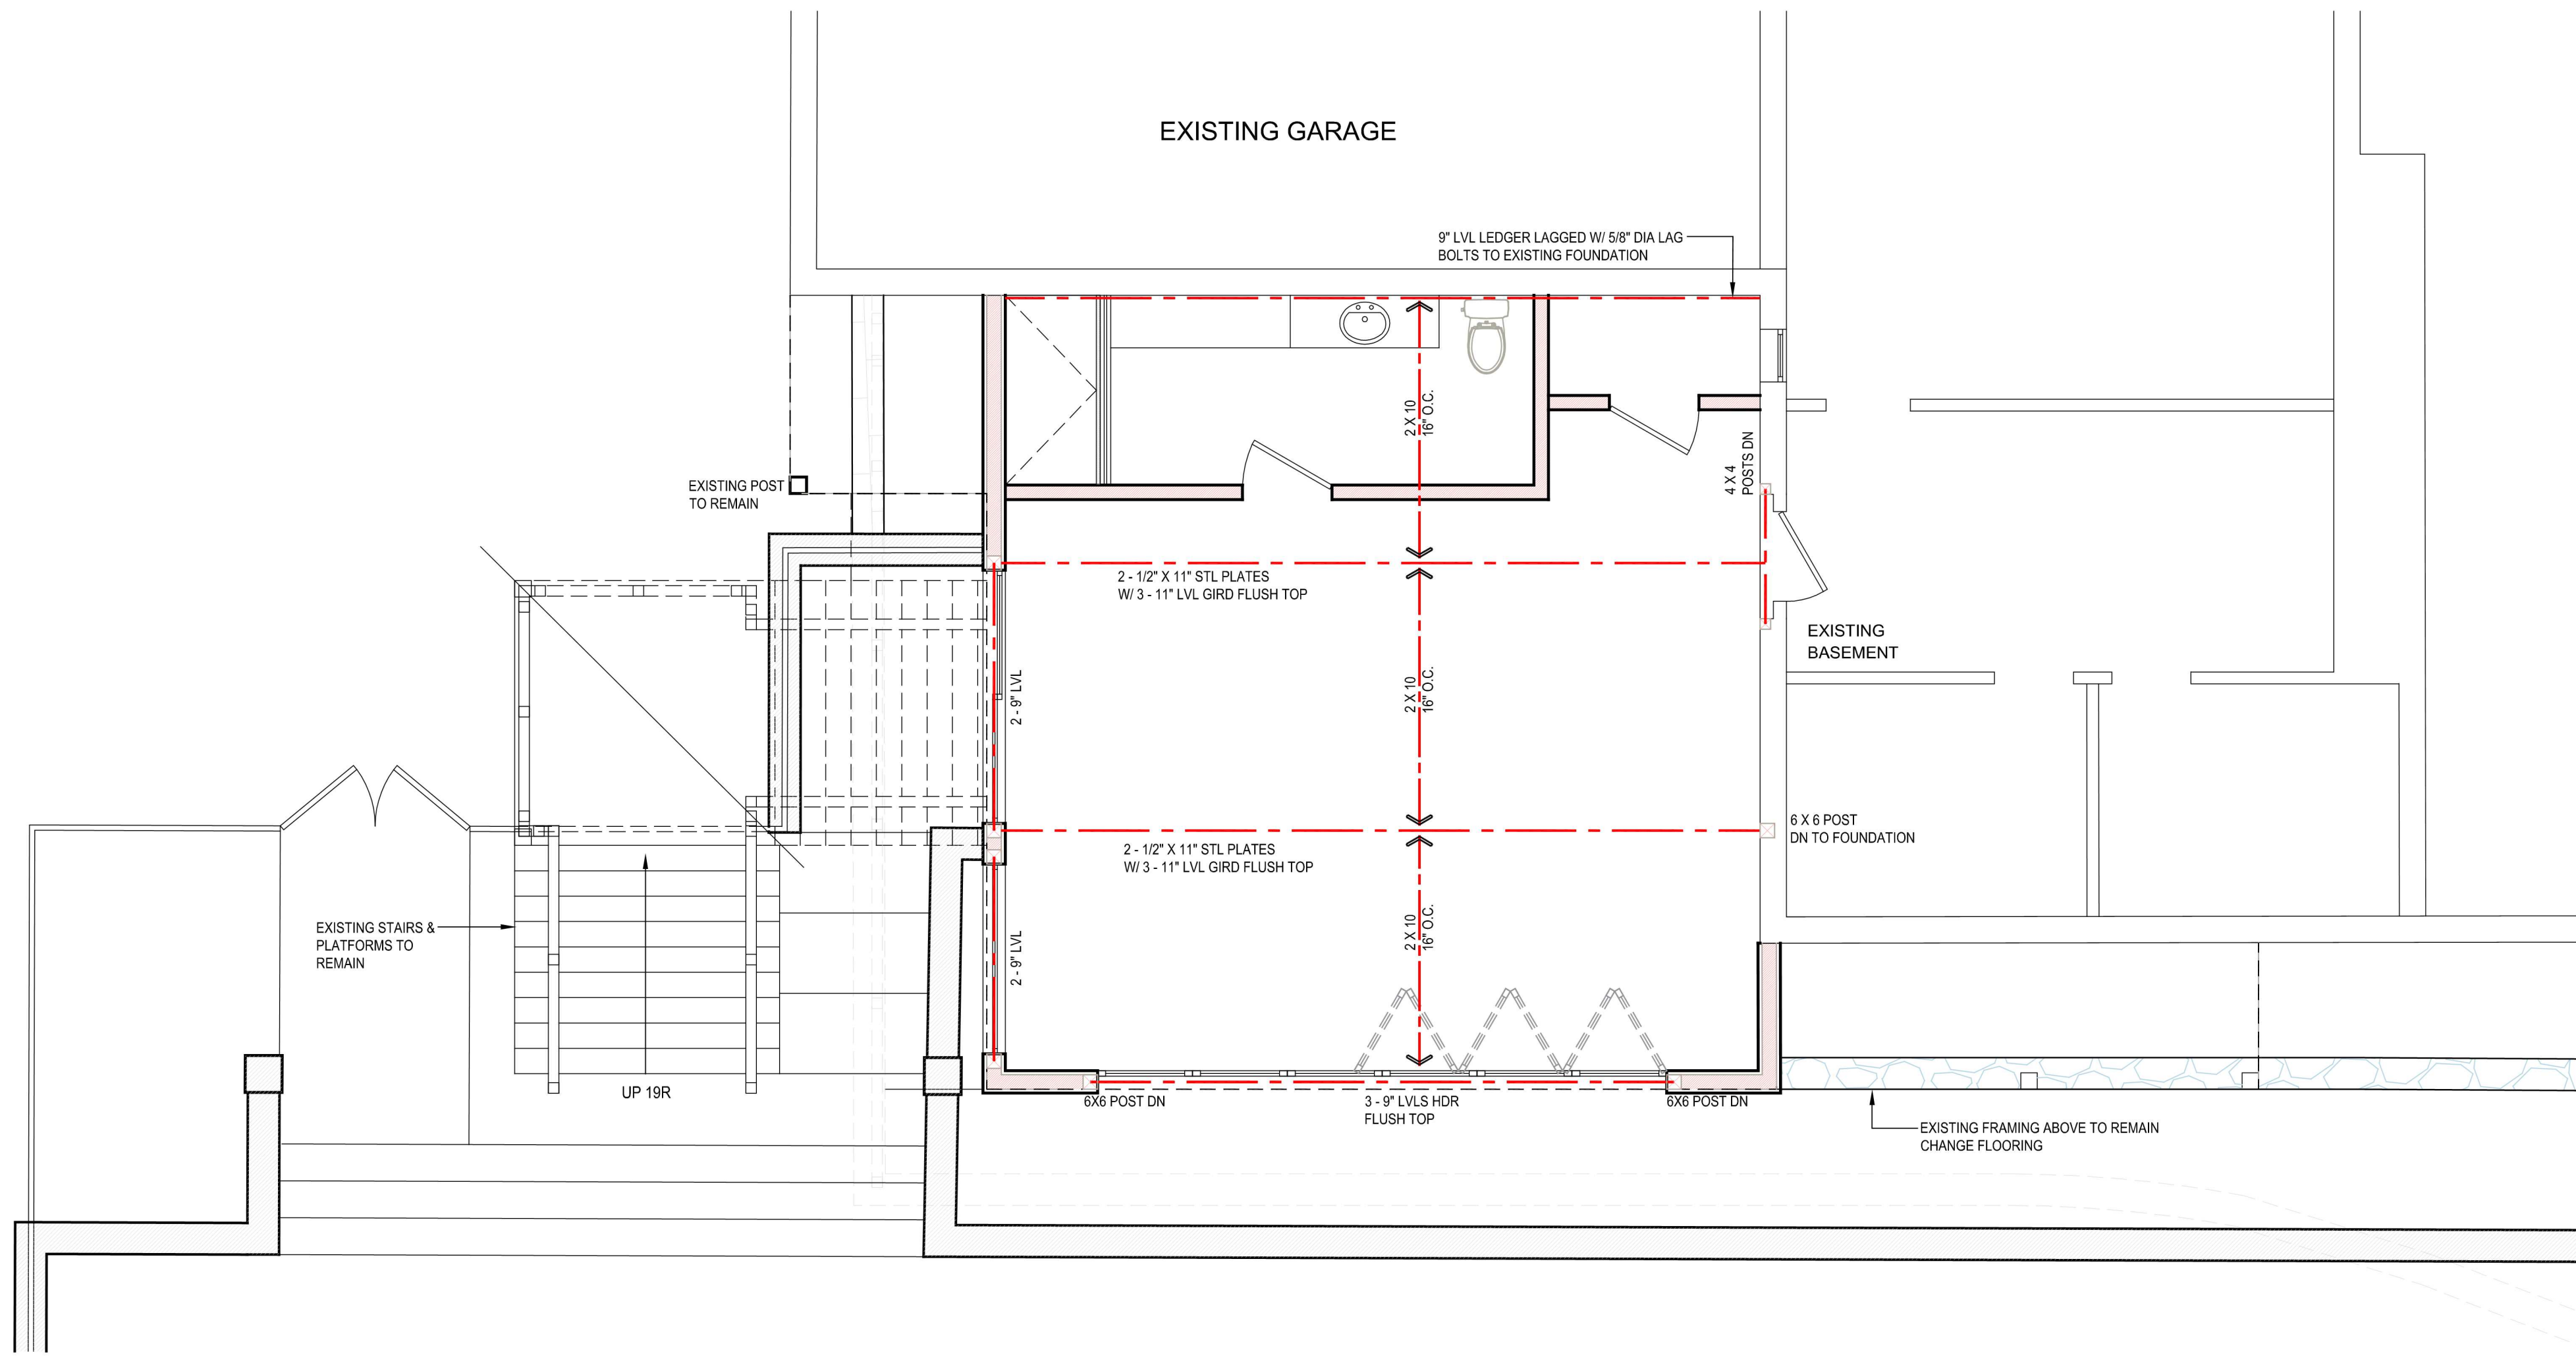 EXISTING GARAGE
9" LVL LEDGER LAGGED W/ 5/8" DIA LAG
BOLTS TO EXISTING FOUNDATION
2 X 10
16" O.C.
4 X 4
POSTS DN
EXISTING POST
TO REMAIN
2 - 1/2" X 11" STL PLATES
W/ 3 - 11" LVL GIRD FLUSH TOP
EXISTING
BASEMENT
2 - 9" LVL
2 X 10
16" O.C.
6 X 6 POST
DN TO FOUNDATION
2 - 1/2" X 11" STL PLATES
W/ 3 - 11" LVL GIRD FLUSH TOP
EXISTING STAIRS &
PLATFORMS TO
REMAIN
2 - 9" LVL
2 X 10
16" O.C.
UP 19R
6X6 POST DN
3 - 9" LVLS HDR
FLUSH TOP
6X6 POST DN
EXISTING FRAMING ABOVE TO REMAIN
CHANGE FLOORING